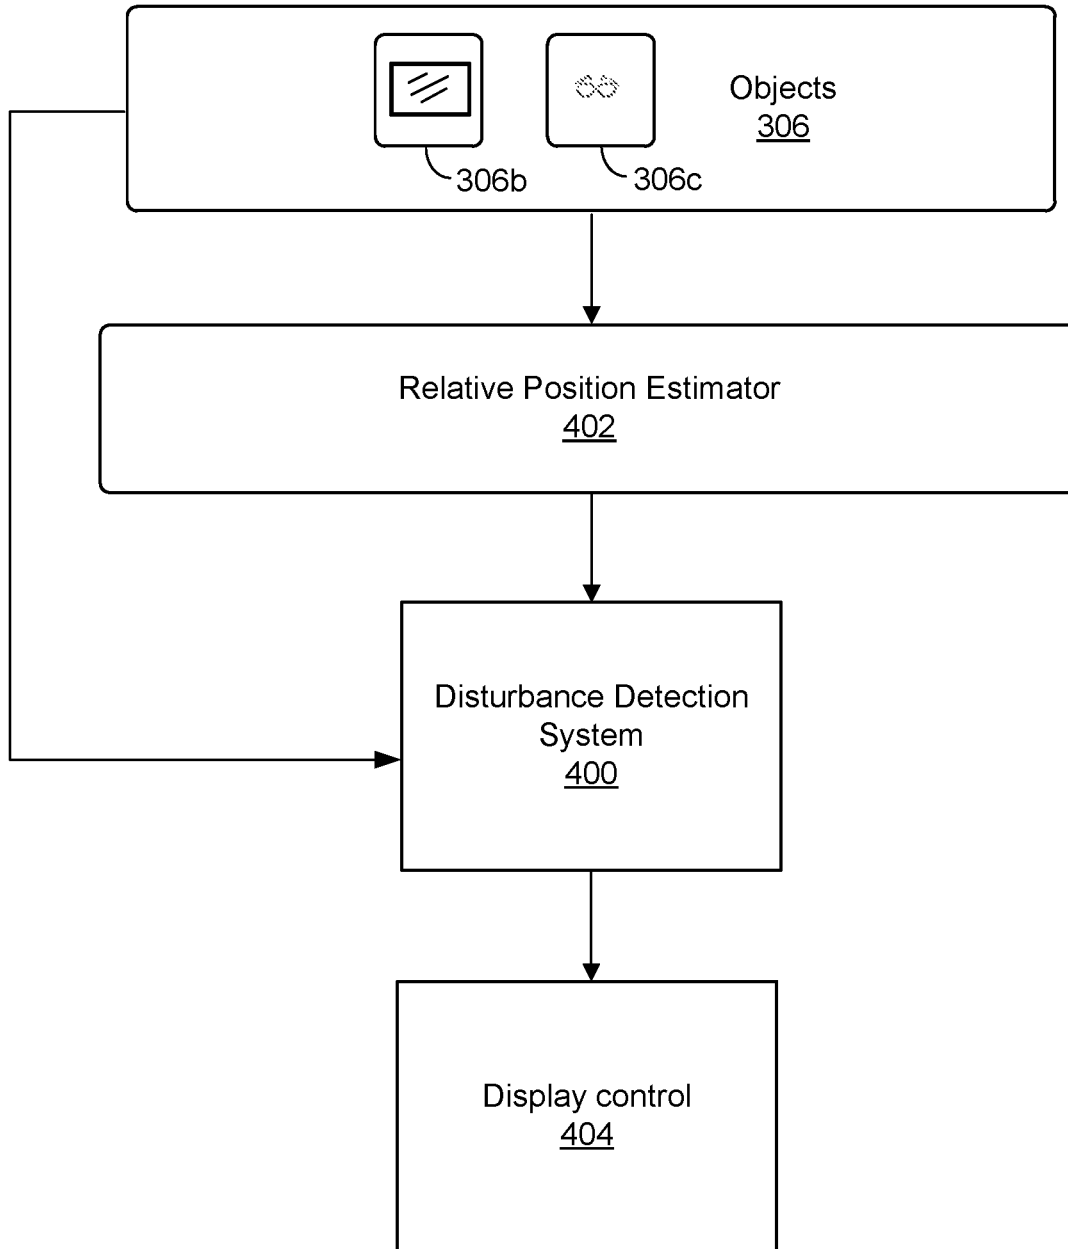 Objects
306
306b
306c
Relative Position Estimator
402
Disturbance Detection
System
400
Display control
404